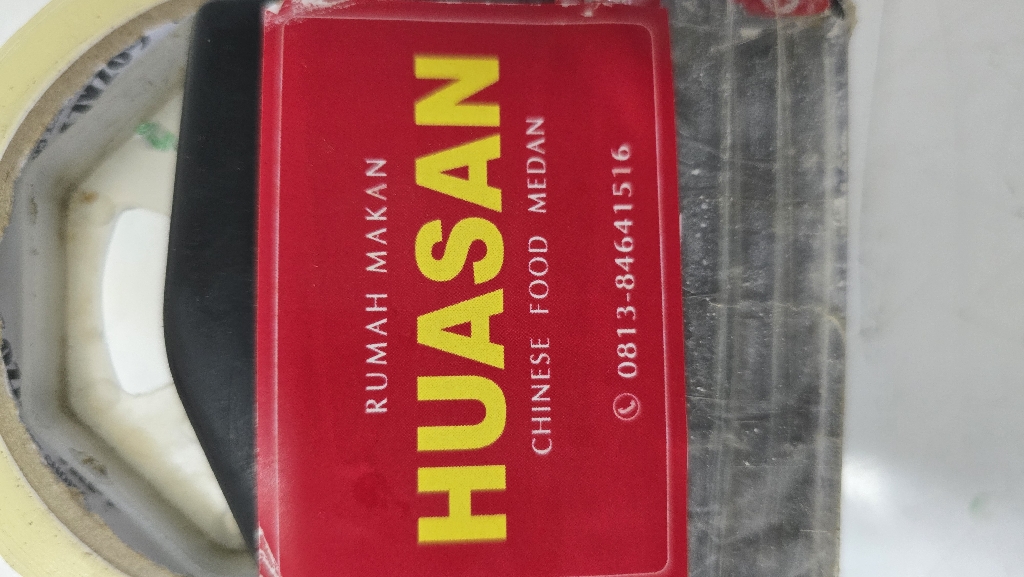 RUMAH MAKAN
HUASAN
CHINESE FOOD MEDAN
0813-84641516